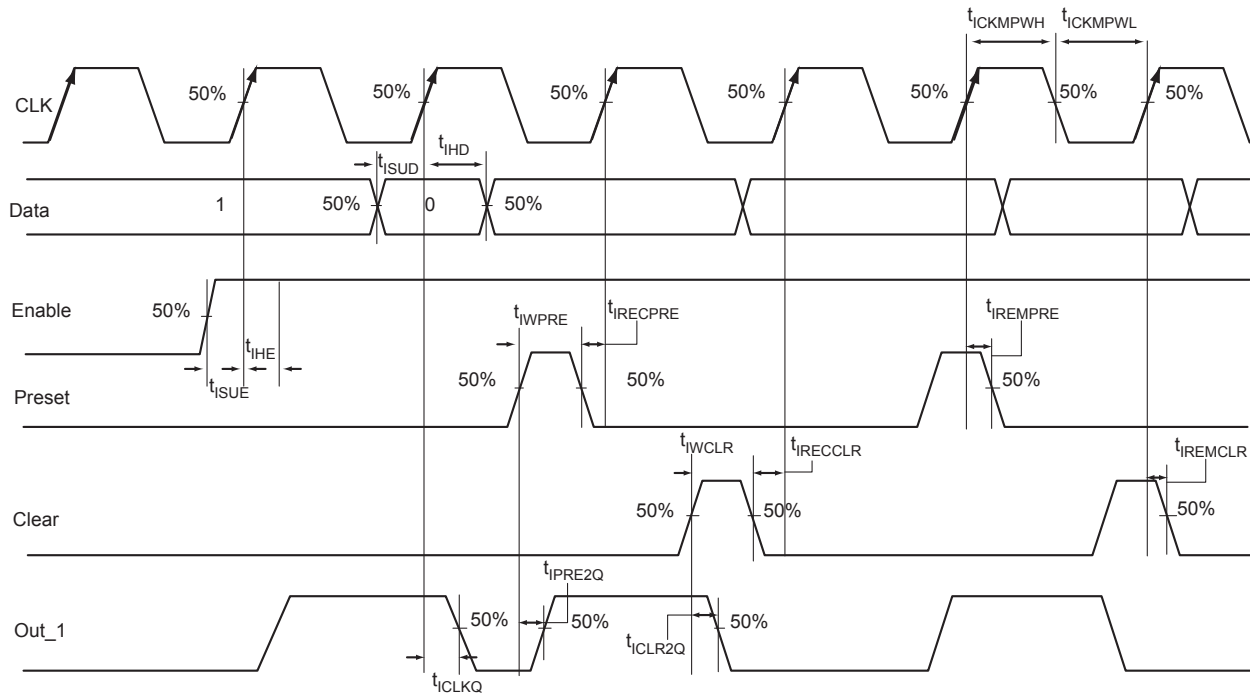 tICKMPWH tICKMPWL
CLK 50% 50% 50% 50% 50% 50% 50%
tISUD tIHD
Data 1 50% 0 50%
Enable 50%
tIHE tISUE
tIWPRE tIRECPRE tIREMPRE
Preset 50% 50% 50%
tIWCLR tIRECCLR tIREMCLR
Clear 50% 50% 50%
tIPRE2Q
Out_1 50% 50% 50%
tICLR2Q
tICLKQ